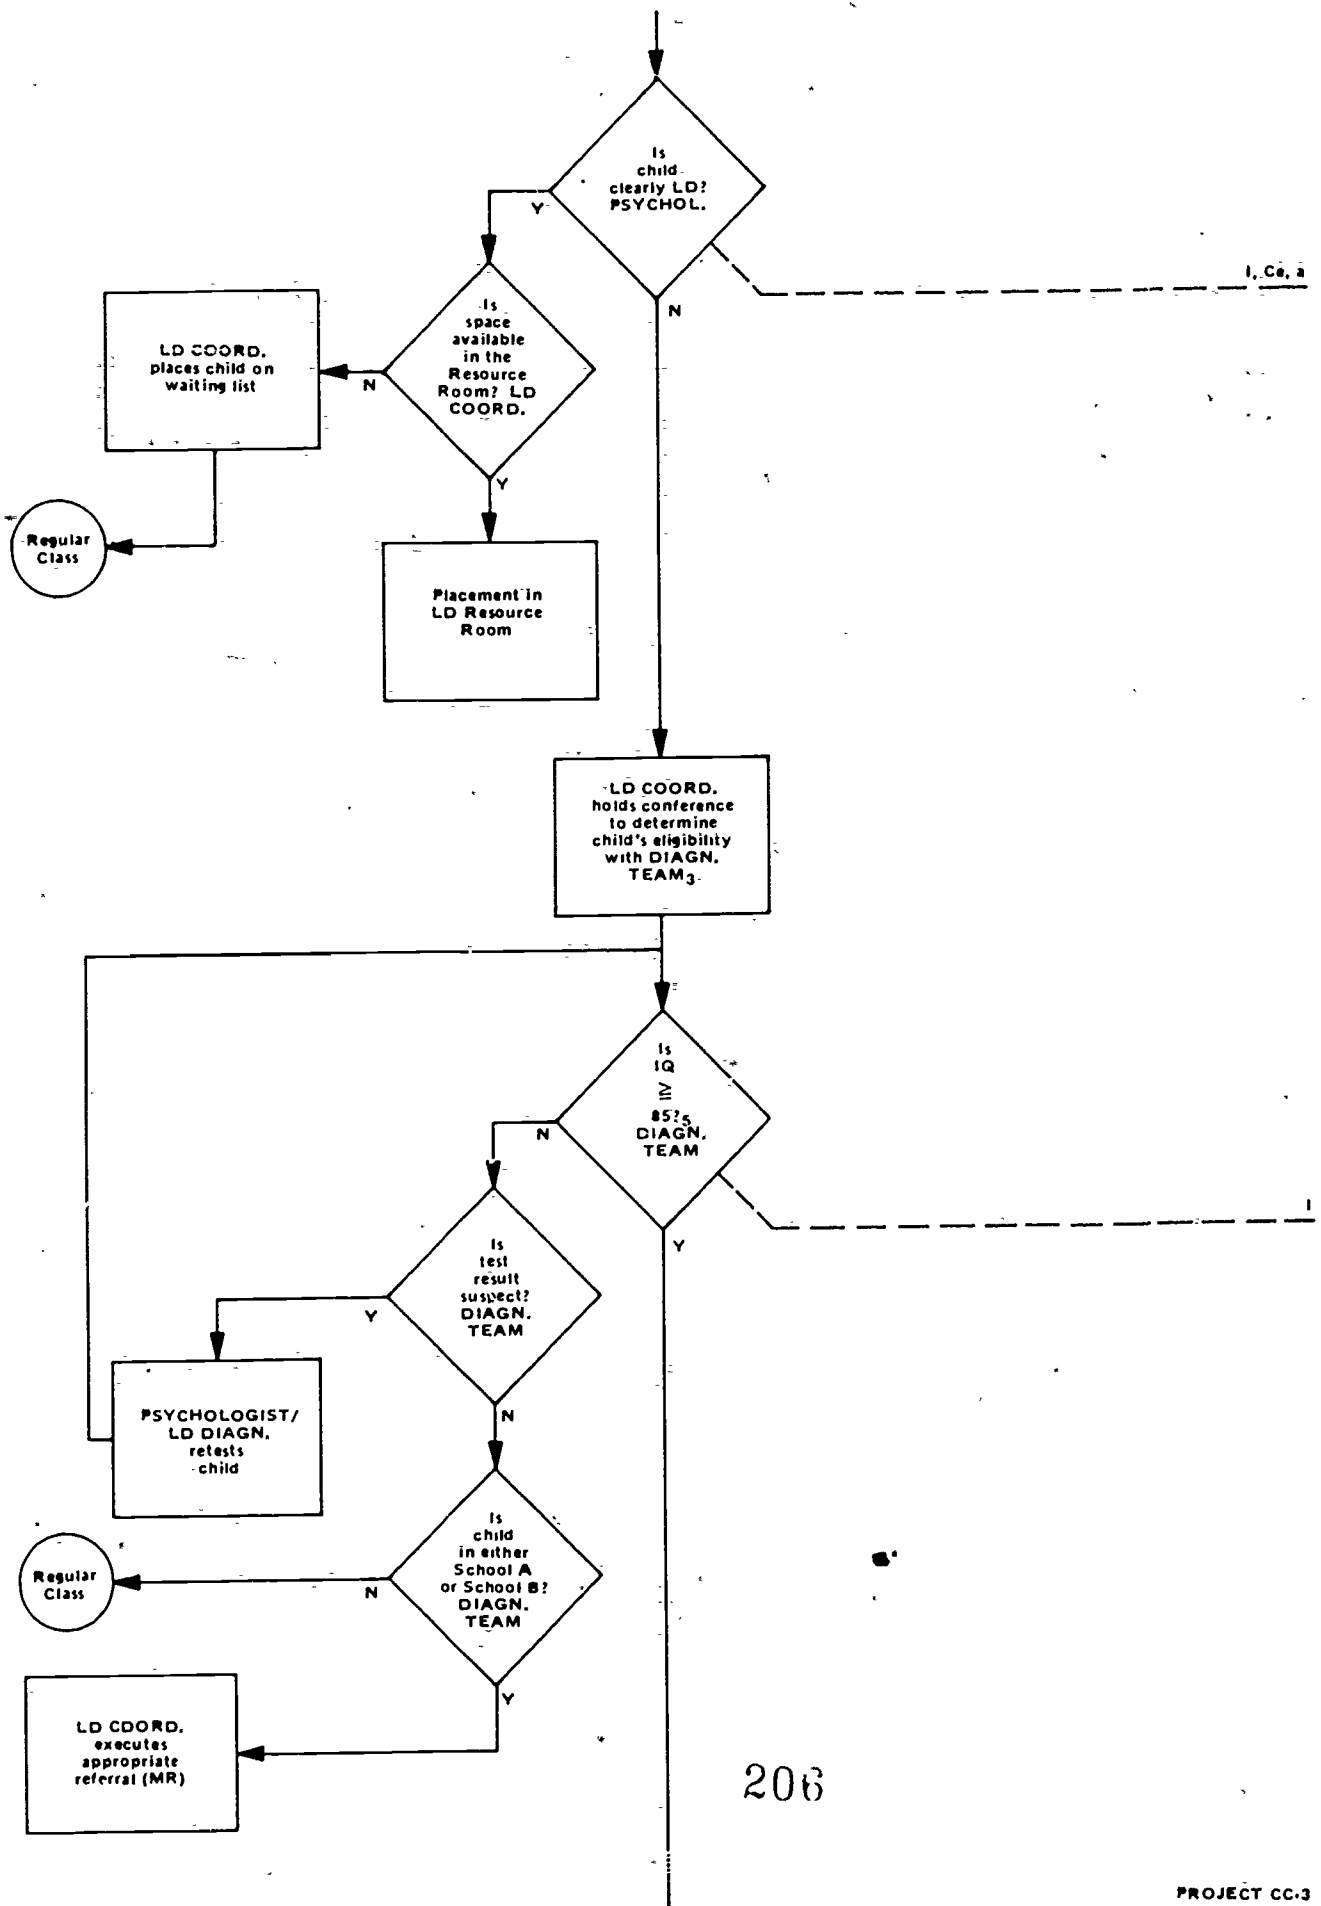 Is
child
clearly LD?
PSYCHOL.
Y
N
I, Ce, a
Is
space
available
in the
Resource
Room? LD
COORD.
N
Y
LD COORD.
places child on
waiting list
Regular
Class
Placement in
LD Resource
Room
LD COORD.
holds conference
to determine
child's eligibility
with DIAGN.
TEAM3
Is
IQ
≥
85?5
DIAGN.
TEAM
N
Y
I
Is
test
result
suspect?
DIAGN.
TEAM
Y
N
PSYCHOLOGIST/
LD DIAGN.
retests
child
Is
child
in either
School A
or School B?
DIAGN.
TEAM
N
Y
Regular
Class
LD COORD.
executes
appropriate
referral (MR)
206
PROJECT CC-3